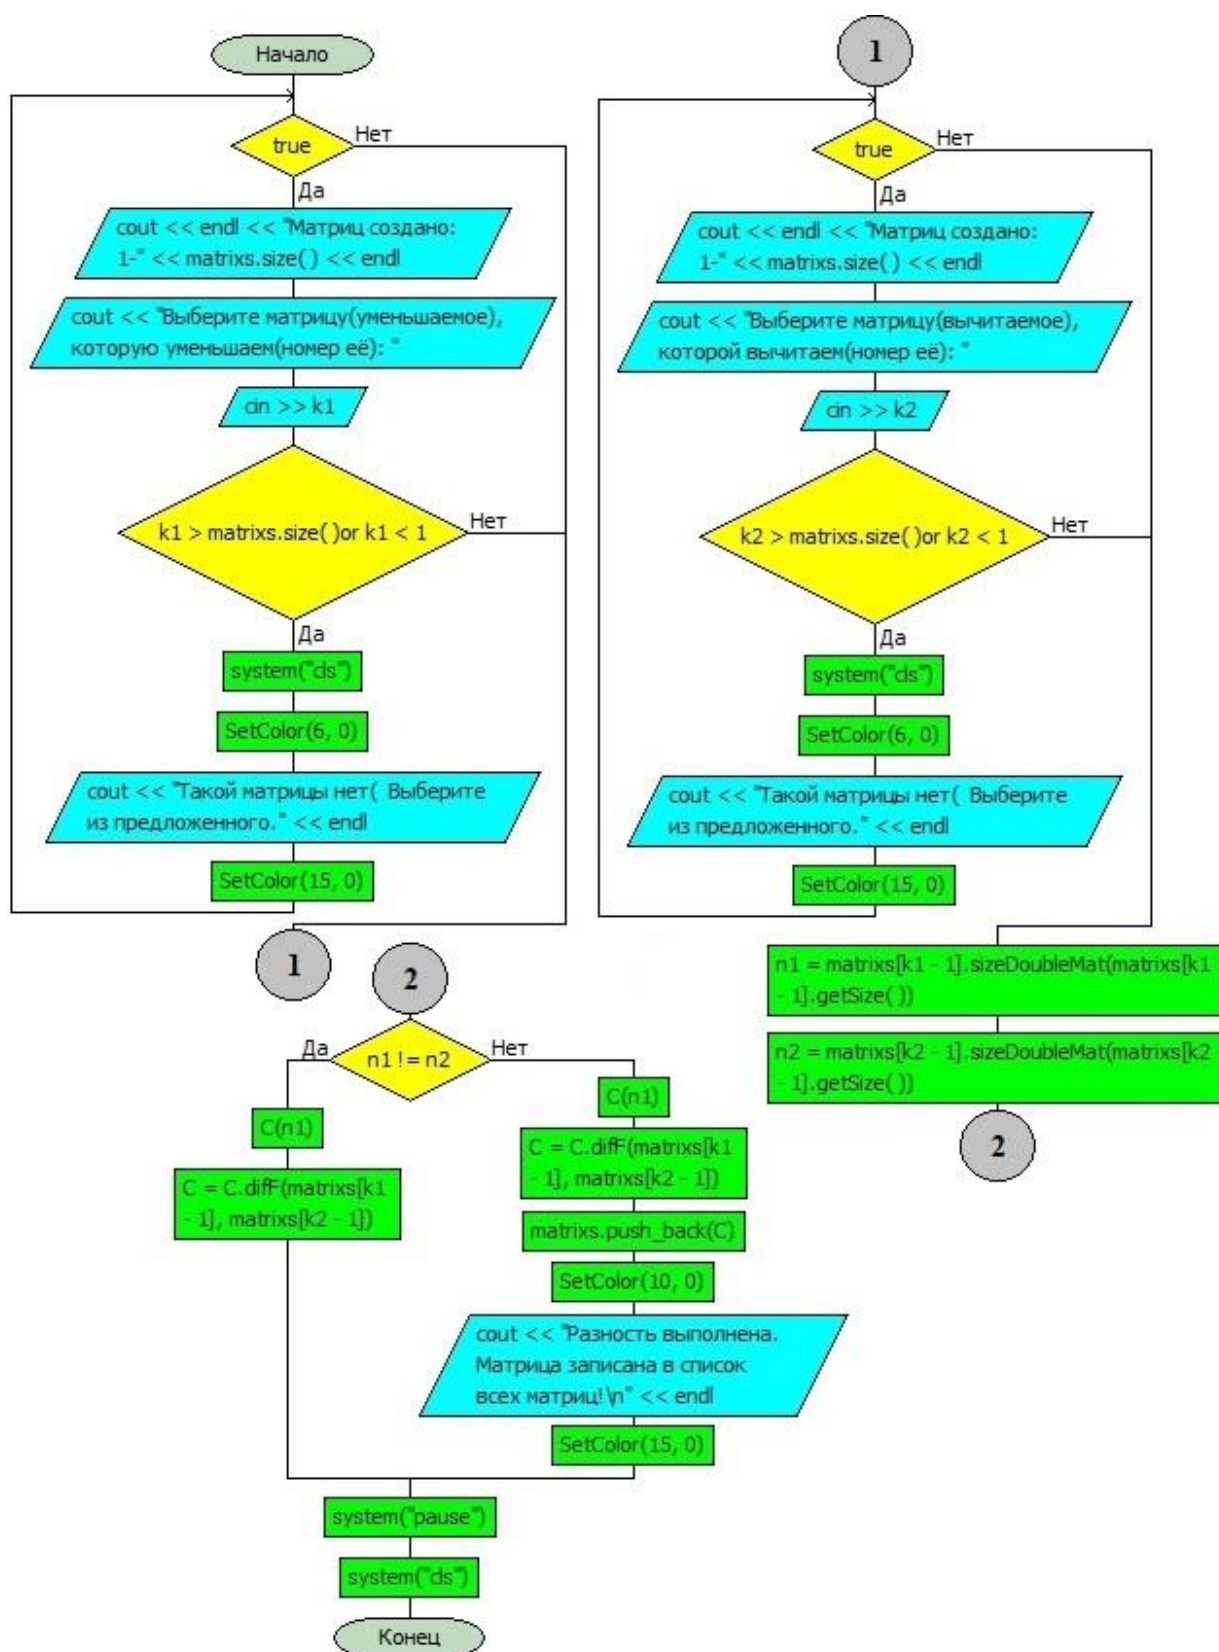 Начало
true
Нет
Да
cout << endl << "Матриц создано:
1-" << matrixs.size( ) << endl
cout << "Выберите матрицу(уменьшаемое),
которую уменьшаем(номер её): "
cin >> k1
k1 > matrixs.size( )or k1 < 1
Нет
Да
system("cls")
SetColor(6, 0)
cout << "Такой матрицы нет(  Выберите
из предложенного." << endl
SetColor(15, 0)
1
1
true
Нет
Да
cout << endl << "Матриц создано:
1-" << matrixs.size( ) << endl
cout << "Выберите матрицу(вычитаемое),
которой вычитаем(номер её): "
cin >> k2
k2 > matrixs.size( )or k2 < 1
Нет
Да
system("cls")
SetColor(6, 0)
cout << "Такой матрицы нет(  Выберите
из предложенного." << endl
SetColor(15, 0)
n1 = matrixs[k1 - 1].sizeDoubleMat(matrixs[k1
- 1].getSize( ))
n2 = matrixs[k2 - 1].sizeDoubleMat(matrixs[k2
- 1].getSize( ))
2
2
n1 != n2
Да
Нет
C(n1)
C = C.difF(matrixs[k1
- 1], matrixs[k2 - 1])
C(n1)
C = C.difF(matrixs[k1
- 1], matrixs[k2 - 1])
matrixs.push_back(C)
SetColor(10, 0)
cout << "Разность выполнена.
Матрица записана в список
всех матриц!\n" << endl
SetColor(15, 0)
system("pause")
system("cls")
Конец